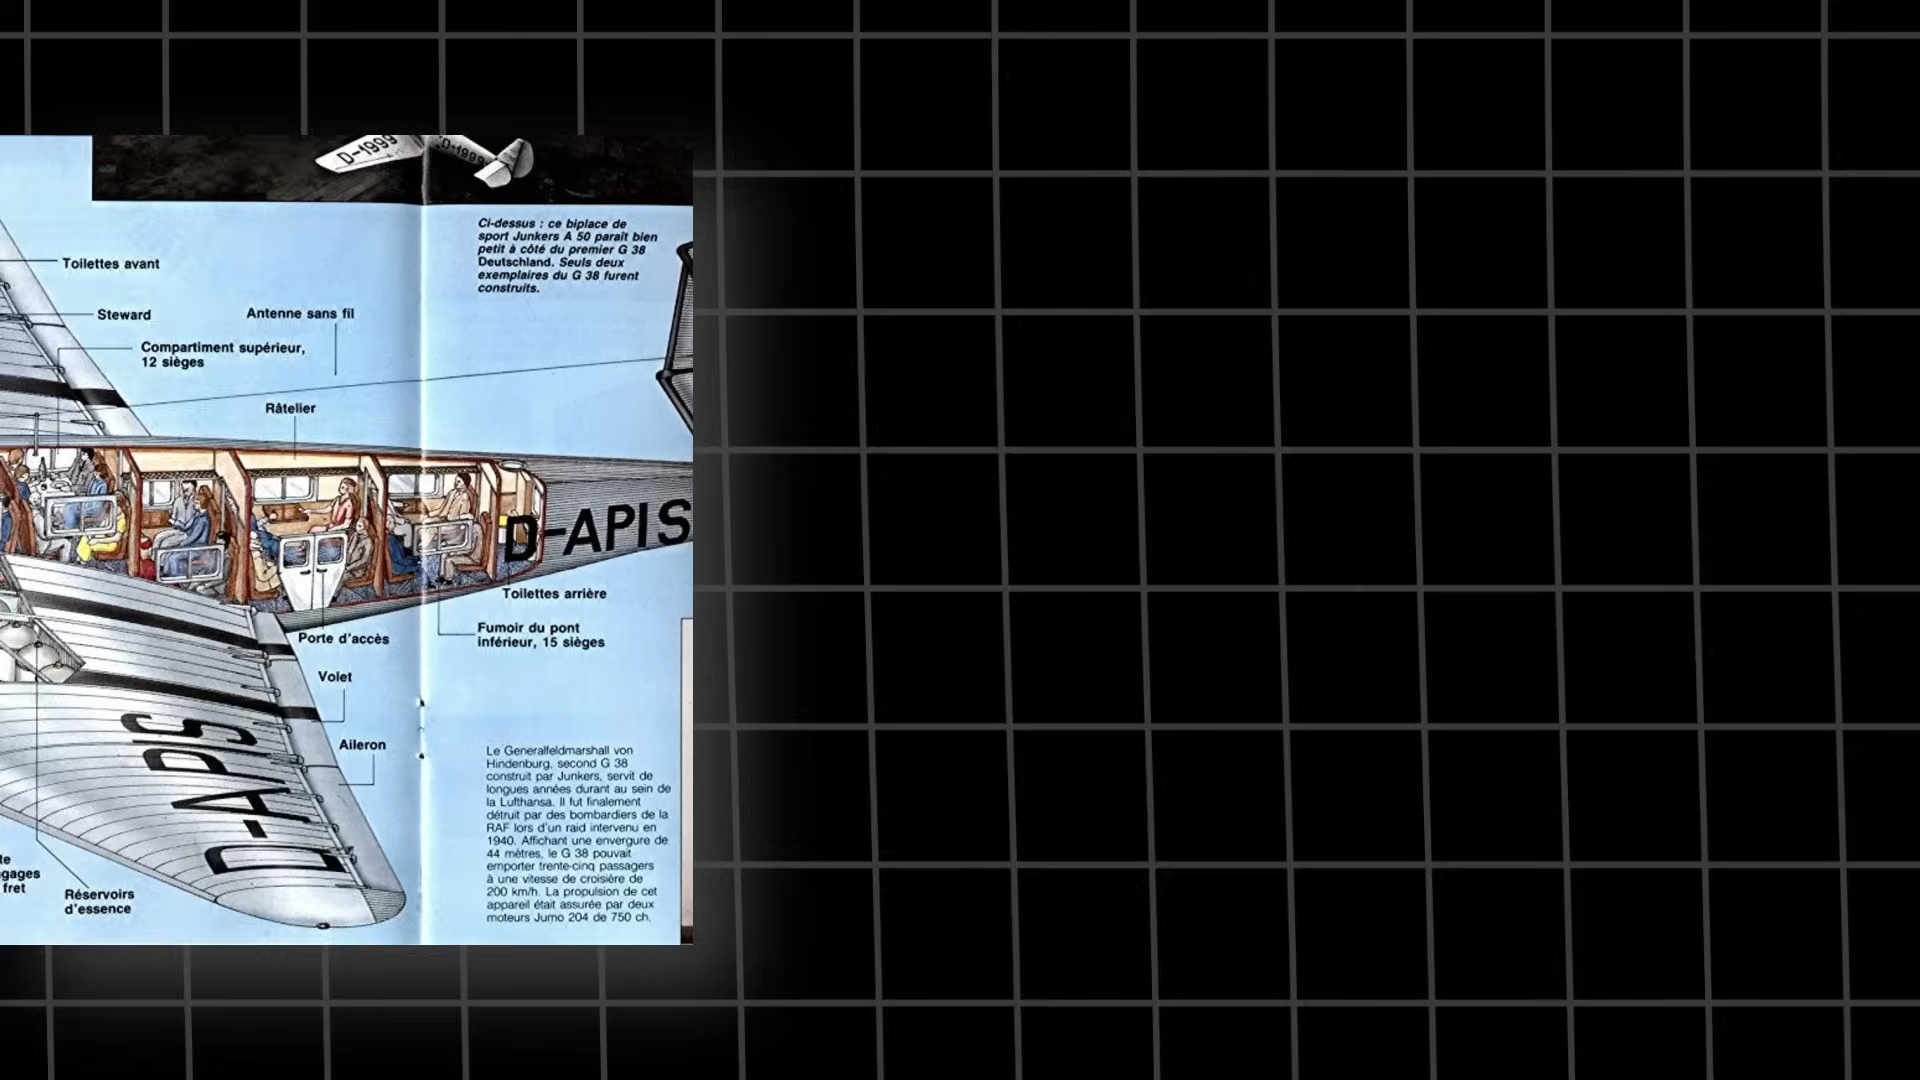 D-1999
D-1999
Ci-dessus : ce biplace de
sport Junkers A 50 paraît bien
petit à côté du premier G 38
Deutschland. Seuls deux
exemplaires du G 38 furent
construits.
Toilettes avant
Steward
Antenne sans fil
Compartiment supérieur,
12 sièges
Râtelier
D-APIS
Toilettes arrière
Fumoir du pont
inférieur, 15 sièges
Porte d'accès
Volet
Aileron
Le Generalfeldmarshall von
Hindenburg, second G 38
construit par Junkers, servit de
longues années durant au sein de
la Lufthansa. Il fut finalement
détruit par des bombardiers de la
RAF lors d'un raid intervenu en
1940. Affichant une envergure de
44 mètres, le G 38 pouvait
emporter trente-cinq passagers
à une vitesse de croisière de
200 km/h. La propulsion de cet
appareil était assurée par deux
moteurs Jumo 204 de 750 ch.
D-APIS
fret
Réservoirs
d'essence